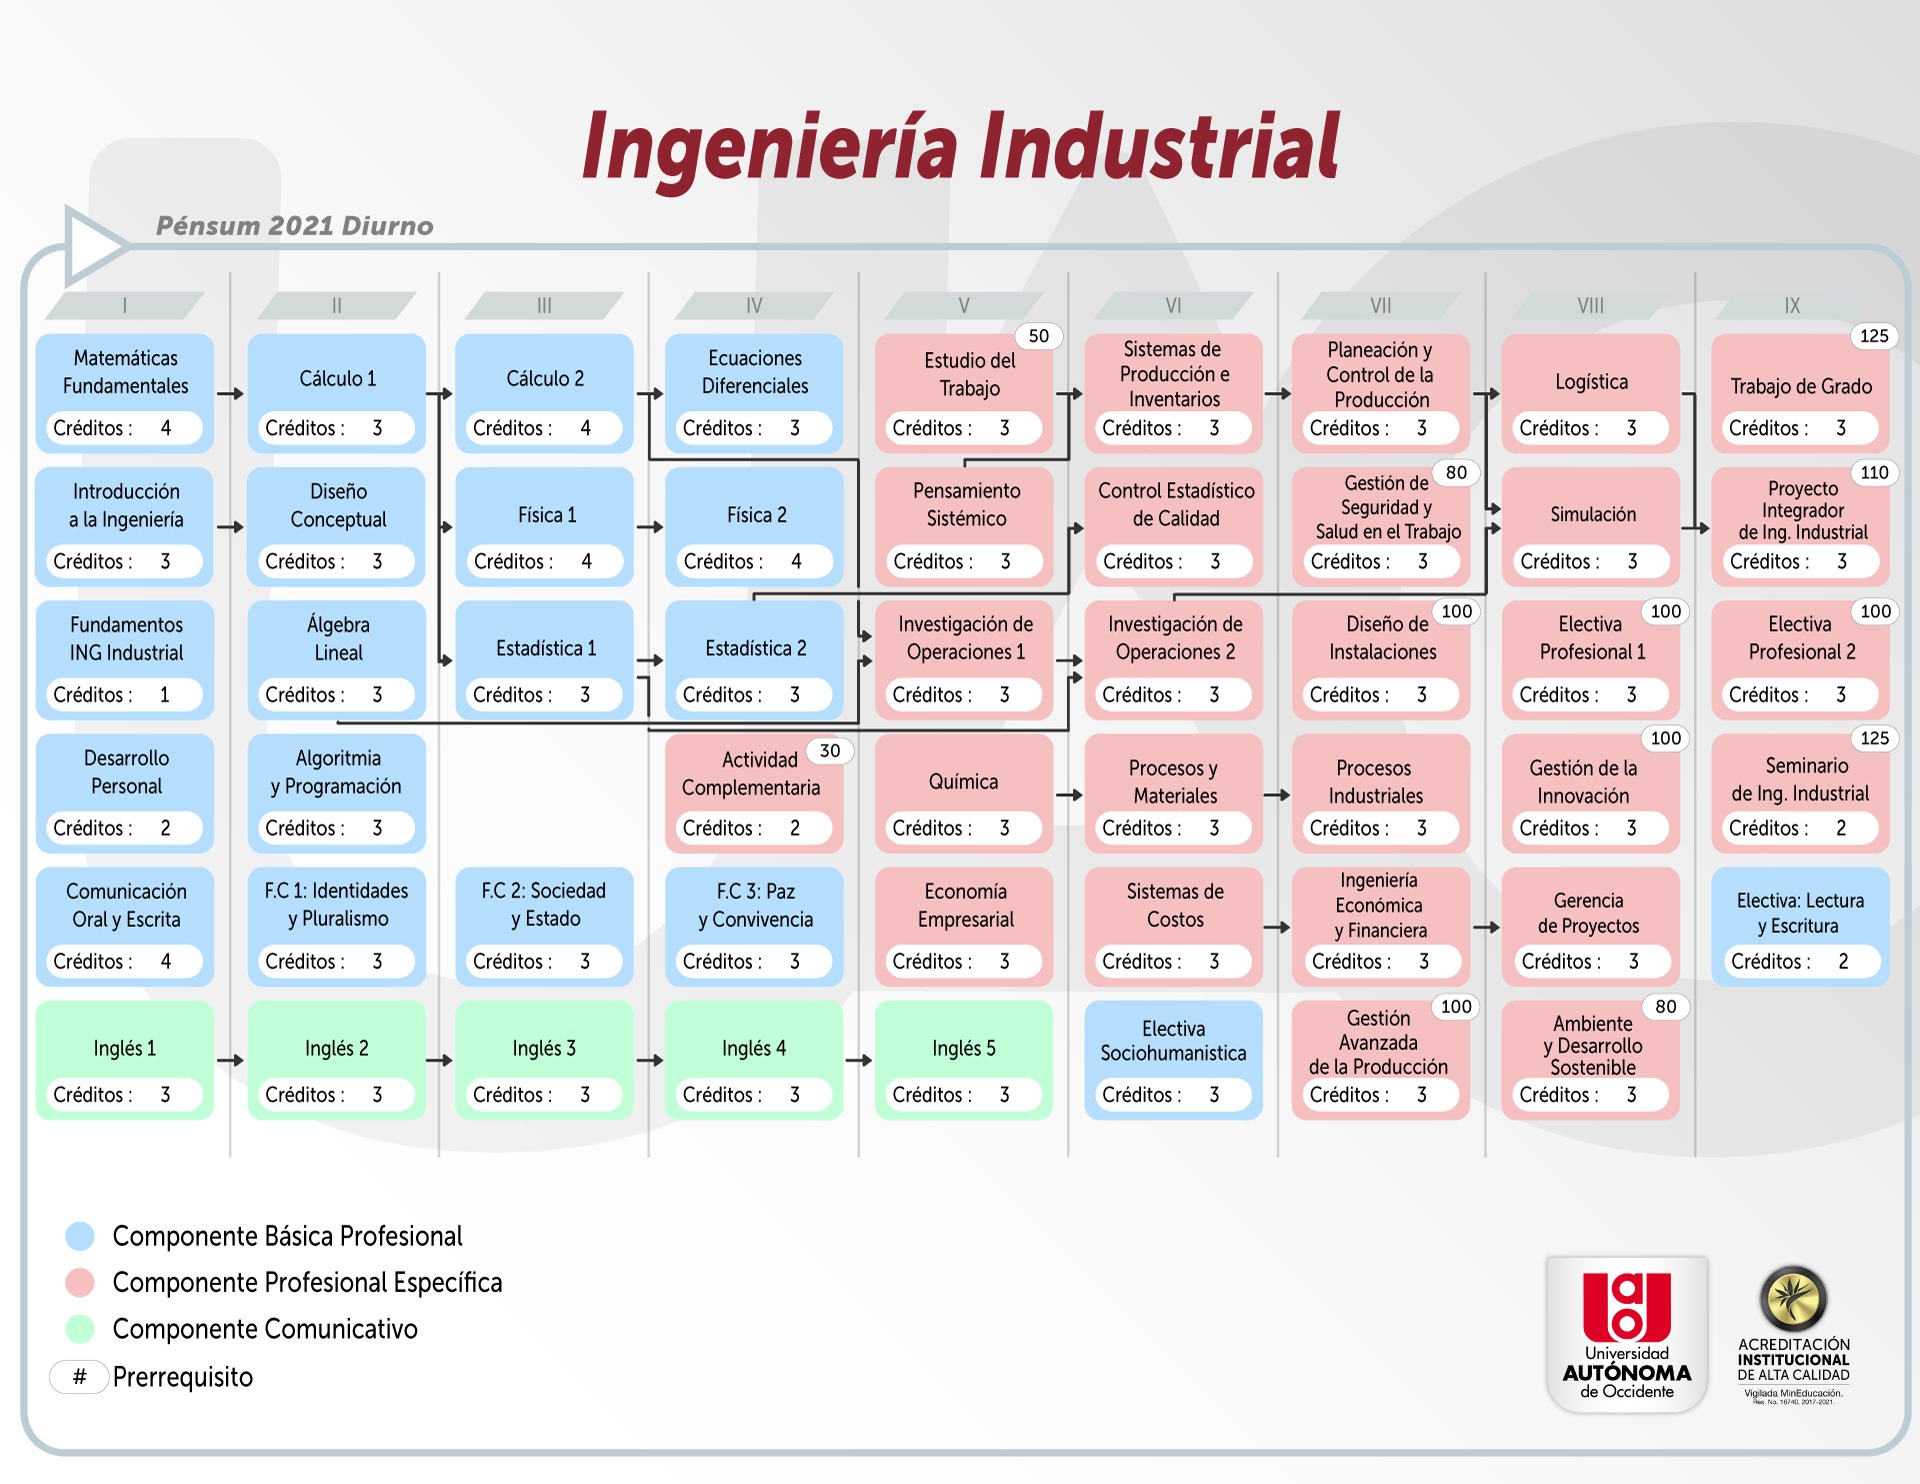 Ingeniería Industrial
Pénsum 2021 Diurno
I
II
III
IV
V
VI
VII
VIII
IX
Matemáticas
Fundamentales
Créditos : 4
Cálculo 1
Créditos : 3
Cálculo 2
Créditos : 4
Ecuaciones
Diferenciales
Créditos : 3
50
Estudio del
Trabajo
Créditos : 3
Sistemas de
Producción e
Inventarios
Créditos : 3
Planeación y
Control de la
Producción
Créditos : 3
Logística
Créditos : 3
125
Trabajo de Grado
Créditos : 3
Introducción
a la Ingeniería
Créditos : 3
Diseño
Conceptual
Créditos : 3
Física 1
Créditos : 4
Física 2
Créditos : 4
Pensamiento
Sistémico
Créditos : 3
Control Estadístico
de Calidad
Créditos : 3
80
Gestión de
Seguridad y
Salud en el Trabajo
Créditos : 3
Simulación
Créditos : 3
110
Proyecto
Integrador
de Ing. Industrial
Créditos : 3
Fundamentos
ING Industrial
Créditos : 1
Álgebra
Lineal
Créditos : 3
Estadística 1
Créditos : 3
Estadística 2
Créditos : 3
Investigación de
Operaciones 1
Créditos : 3
Investigación de
Operaciones 2
Créditos : 3
100
Diseño de
Instalaciones
Créditos : 3
100
Electiva
Profesional 1
Créditos : 3
100
Electiva
Profesional 2
Créditos : 3
Desarrollo
Personal
Créditos : 2
Algoritmia
y Programación
Créditos : 3
30
Actividad
Complementaria
Créditos : 2
Química
Créditos : 3
Procesos y
Materiales
Créditos : 3
Procesos
Industriales
Créditos : 3
100
Gestión de la
Innovación
Créditos : 3
125
Seminario
de Ing. Industrial
Créditos : 2
Comunicación
Oral y Escrita
Créditos : 4
F.C 1: Identidades
y Pluralismo
Créditos : 3
F.C 2: Sociedad
y Estado
Créditos : 3
F.C 3: Paz
y Convivencia
Créditos : 3
Economía
Empresarial
Créditos : 3
Sistemas de
Costos
Créditos : 3
Ingeniería
Económica
y Financiera
Créditos : 3
Gerencia
de Proyectos
Créditos : 3
Electiva: Lectura
y Escritura
Créditos : 2
Inglés 1
Créditos : 3
Inglés 2
Créditos : 3
Inglés 3
Créditos : 3
Inglés 4
Créditos : 3
Inglés 5
Créditos : 3
Electiva
Sociohumanistica
Créditos : 3
100
Gestión
Avanzada
de la Producción
Créditos : 3
80
Ambiente
y Desarrollo
Sostenible
Créditos : 3
Componente Básica Profesional
Componente Profesional Específica
Componente Comunicativo
# Prerrequisito
uao
Universidad
AUTÓNOMA
de Occidente
ACREDITACIÓN
INSTITUCIONAL
DE ALTA CALIDAD
Vigilada MinEducación.
Res. No. 16740. 2017-2021.